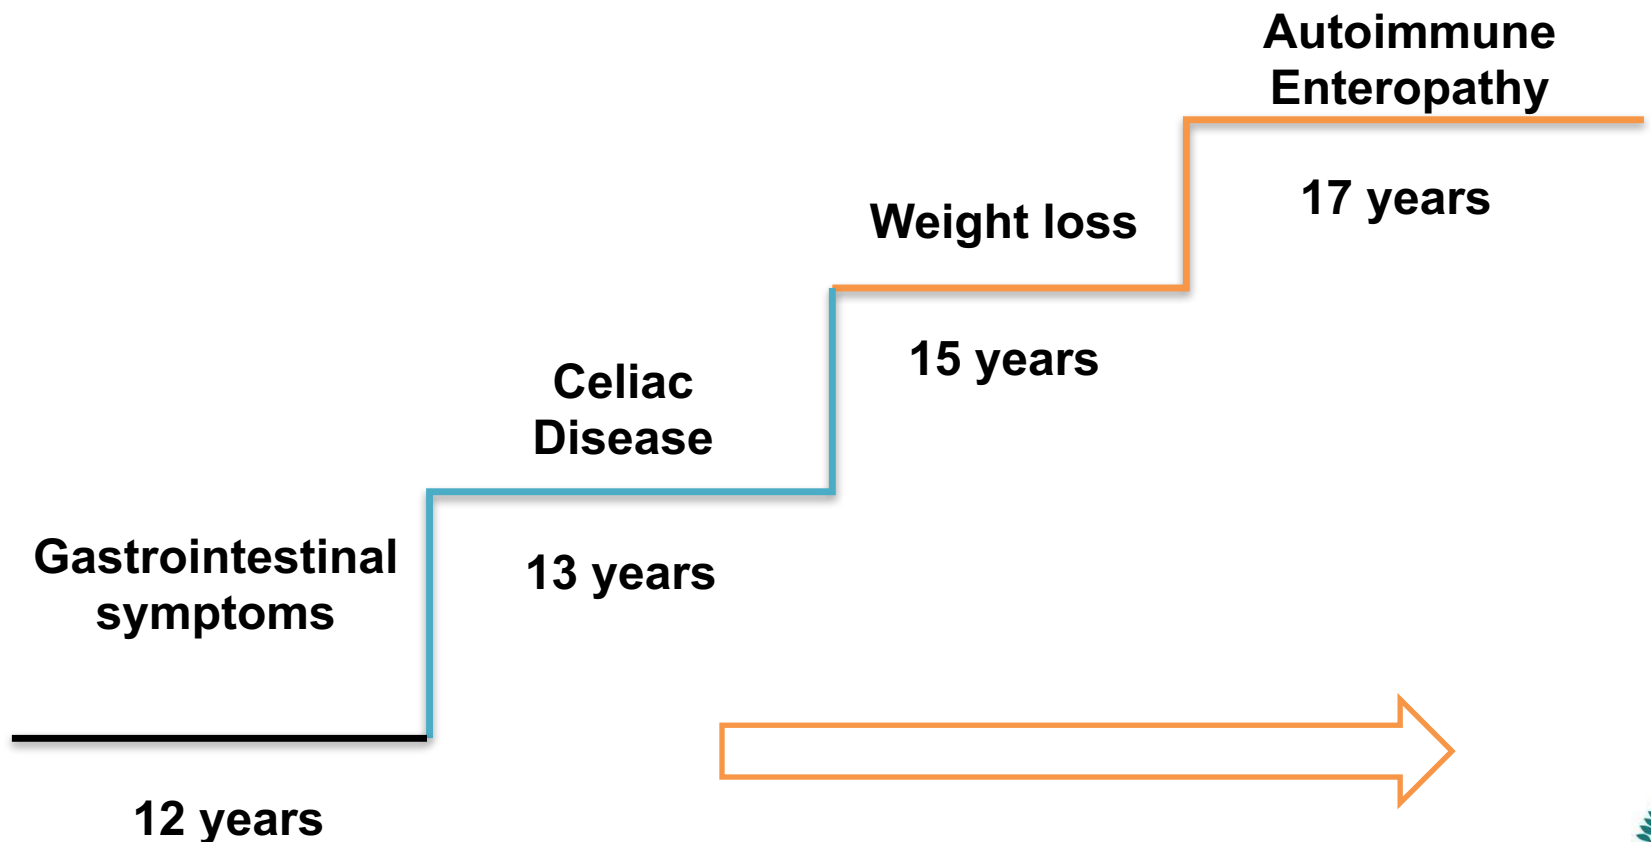 Gastrointestinal
symptoms
12 years
Celiac
Disease
13 years
Weight loss
15 years
Autoimmune
Enteropathy
17 years